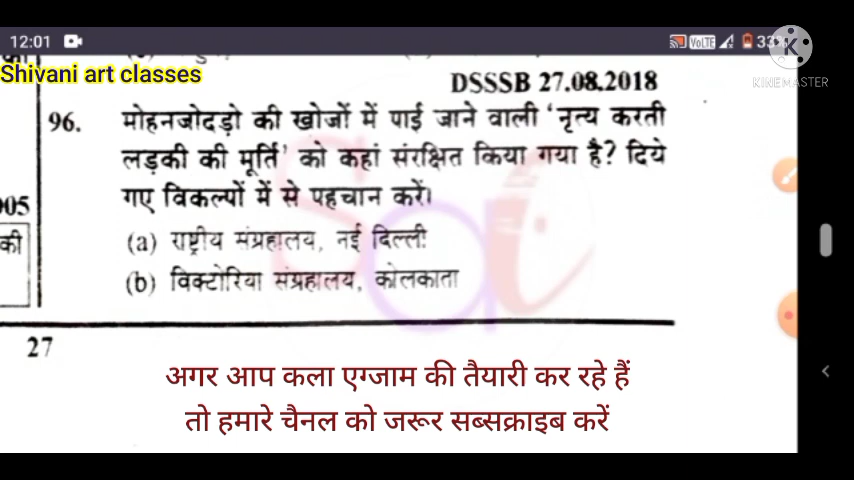 12:01
VoLTE
33%
KINEMASTER
Shivani art classes
DSSSB 27.08.2018
96. मोहनजोदड़ो की खोजों में पाई जाने वाली 'नृत्य करती
लड़की की मूर्ति' को कहां संरक्षित किया गया है? दिये
गए विकल्पों में से पहचान करें।
005
की
(a) राष्ट्रीय संग्रहालय, नई दिल्ली
(b) विक्टोरिया संग्रहालय, कोलकाता
27
अगर आप कला एग्जाम की तैयारी कर रहे हैं
तो हमारे चैनल को जरूर सब्सक्राइब करें